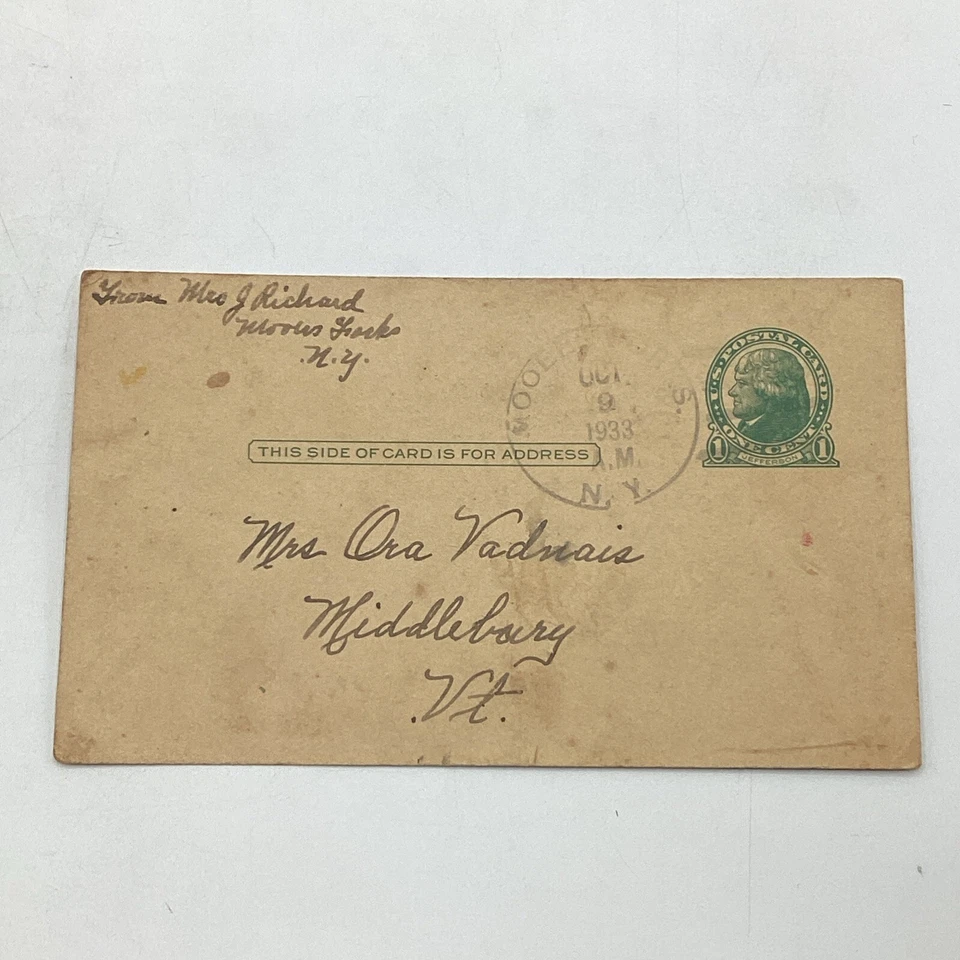 From Mrs J Richard
Mooers Forks
N.Y.
OCT.
9
1933
.M.
N.Y.
U.S. POSTAL CARD
1 ONE CENT 1
JEFFERSON
THIS SIDE OF CARD IS FOR ADDRESS
Mrs Ora Vadnais
Middlebury
.Vt.